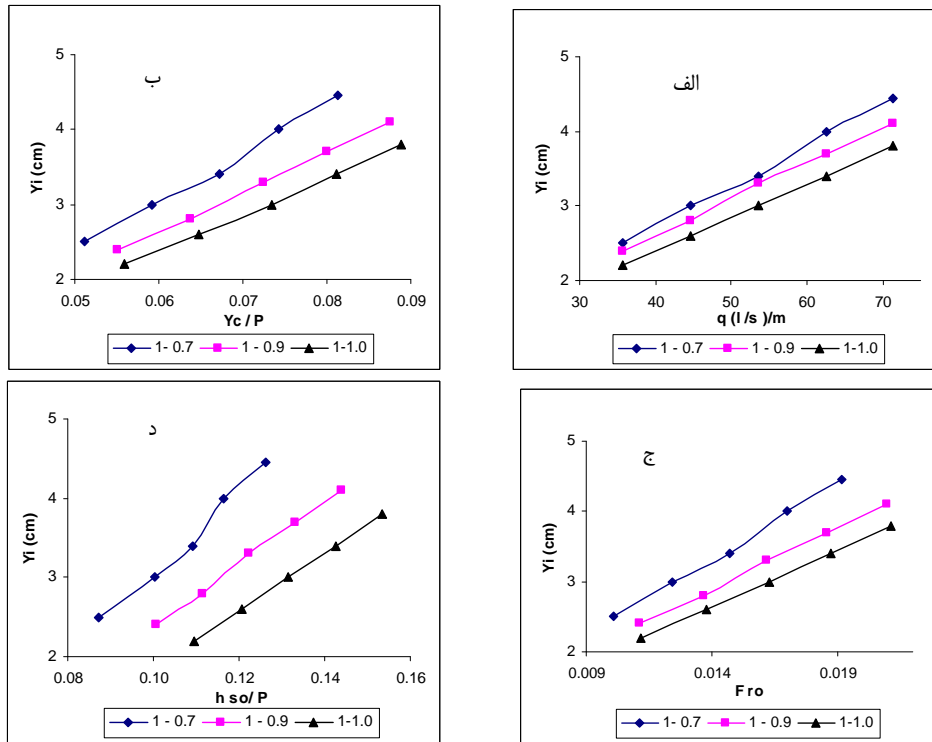 ب
Yi (cm)
5
4
3
2
0.05 0.06 0.07 0.08 0.09
Yc / P
1 - 0.7 1 - 0.9 1-1.0
الف
Yi (cm)
5
4
3
2
30 40 50 60 70
q (l /s )/m
1 - 0.7 1 - 0.9 1-1.0
د
Yi (cm)
5
4
3
2
0.08 0.10 0.12 0.14 0.16
h so/ P
1 - 0.7 1 - 0.9 1-1.0
ج
Yi (cm)
5
4
3
2
0.009 0.014 0.019
F ro
1 - 0.7 1 - 0.9 1-1.0